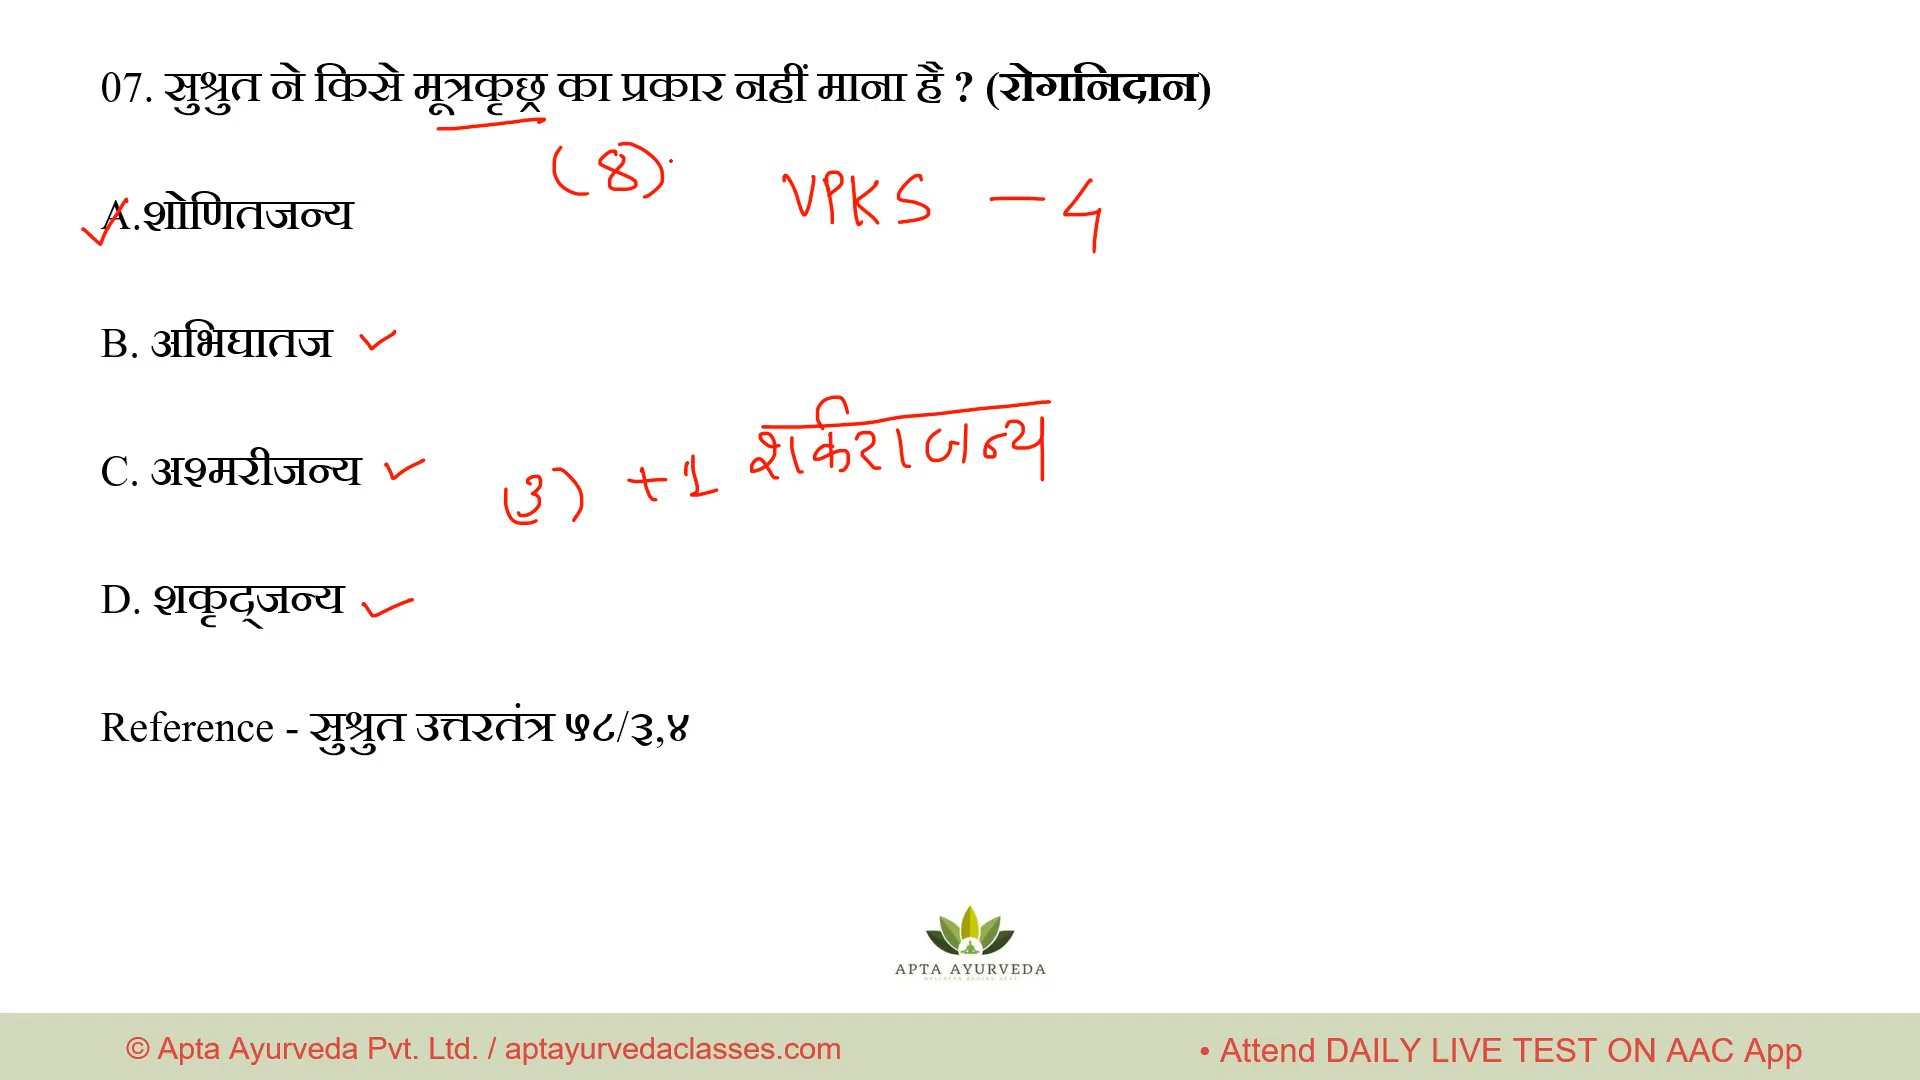 07. सुश्रुत ने किसे मूत्रकृछ्र का प्रकार नहीं माना है ? (रोगनिदान)
(8)
VPKS – 4
A.शोणितजन्य
B. अभिघातज
शर्कराजन्य
C. अश्मरीजन्य
(3) + 1
D. शकृद्जन्य
Reference - सुश्रुत उत्तरतंत्र ५८/३,४
APTA AYURVEDA
© Apta Ayurveda Pvt. Ltd. / aptayurvedaclasses.com
• Attend DAILY LIVE TEST ON AAC App